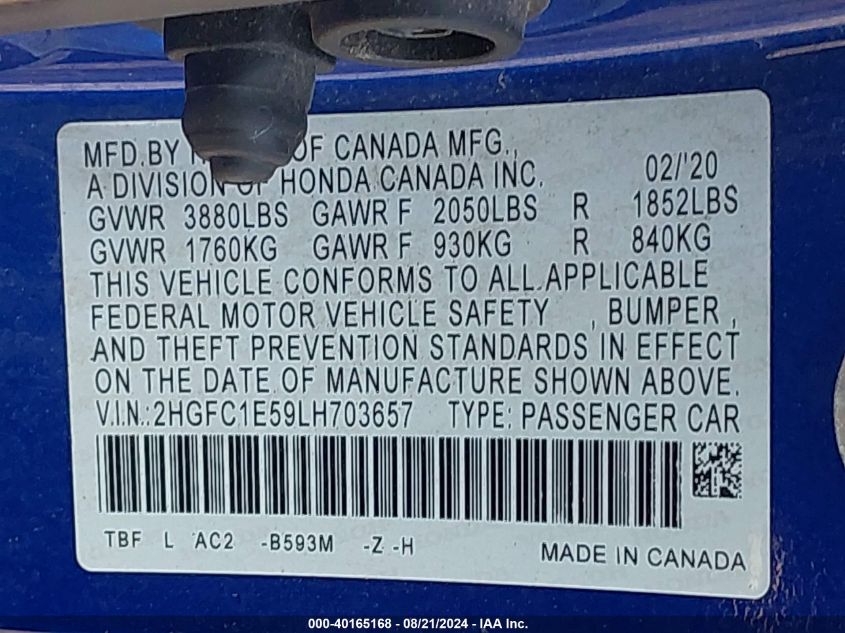 MFD.BY OF CANADA MFG.,
A DIVISION OF HONDA CANADA INC. 02/'20
GVWR 3880LBS GAWR F 2050LBS R 1852LBS
GVWR 1760KG GAWR F 930KG R 840KG
THIS VEHICLE CONFORMS TO ALL APPLICABLE
FEDERAL MOTOR VEHICLE SAFETY , BUMPER ,
AND THEFT PREVENTION STANDARDS IN EFFECT
ON THE DATE OF MANUFACTURE SHOWN ABOVE.
V.I.N.: 2HGFC1E59LH703657 TYPE: PASSENGER CAR
TBF L AC2 -B593M -Z -H MADE IN CANADA
000-40165168 - 08/21/2024 - IAA Inc.